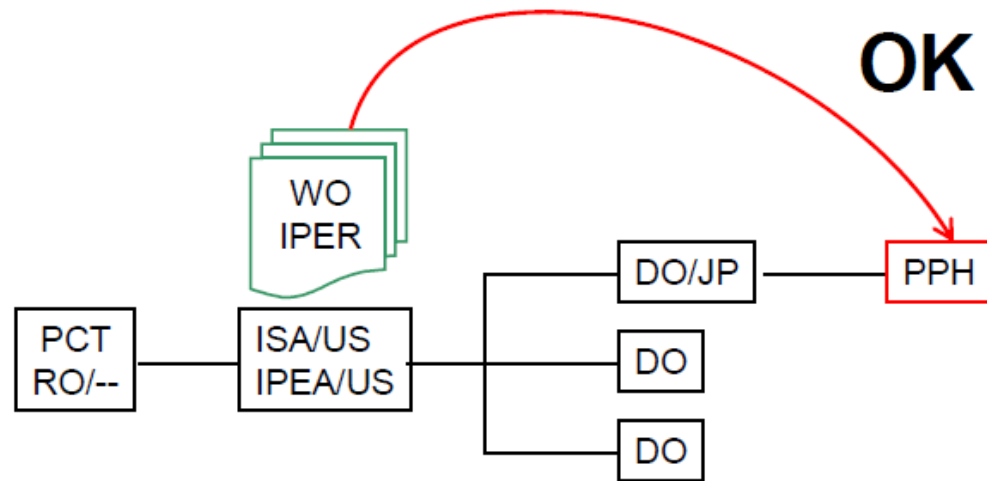 OK
WO
IPER
DO/JP
PPH
PCT
RO/--
ISA/US
IPEA/US
DO
DO